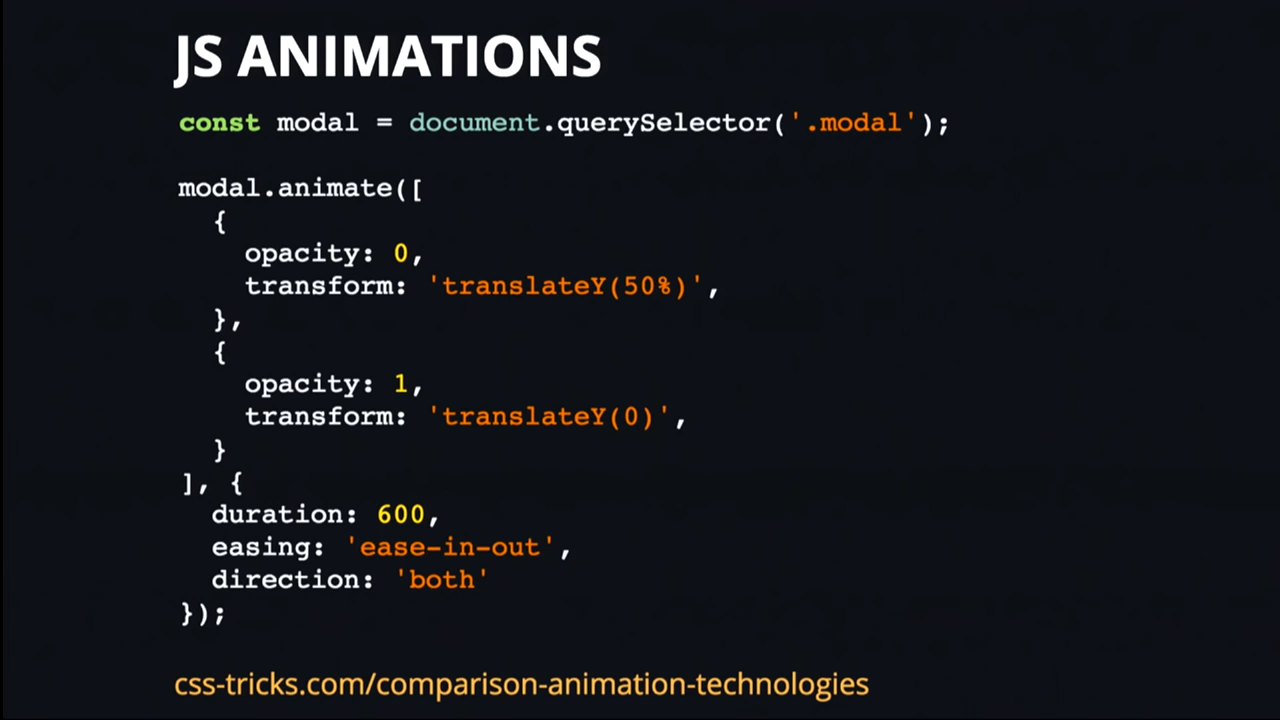 JS ANIMATIONS
const modal = document.querySelector('.modal');
modal.animate([
{
opacity: 0,
transform: 'translateY(50%)',
},
{
opacity: 1,
transform: 'translateY(0)',
}
], {
duration: 600,
easing: 'ease-in-out',
direction: 'both'
});
css-tricks.com/comparison-animation-technologies